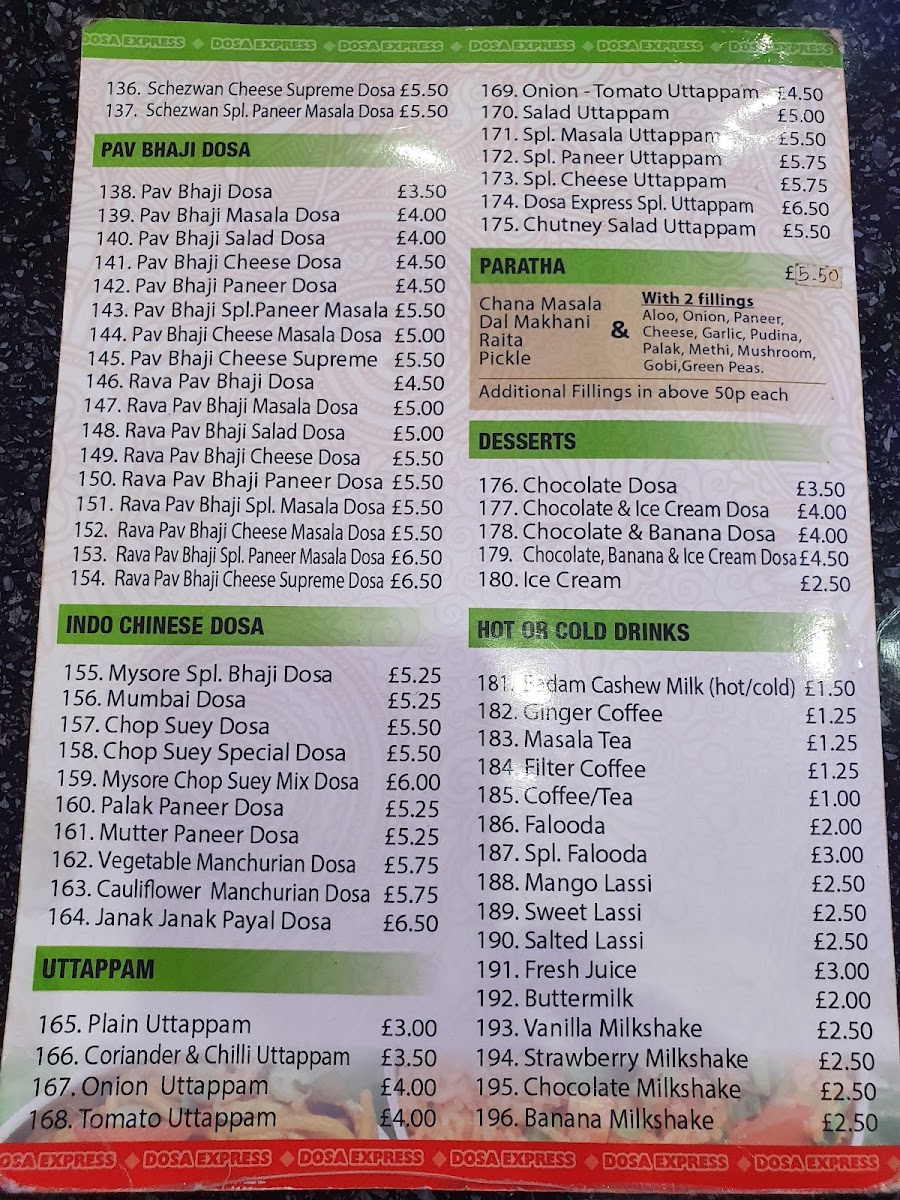 DOSA EXPRESS DOSA EXPRESS DOSA EXPRESS DOSA EXPRESS DOSA EXPRESS DOSA EXPRESS
136. Schezwan Cheese Supreme Dosa £5.50
137. Schezwan Spl. Paneer Masala Dosa £5.50
PAV BHAJI DOSA
138. Pav Bhaji Dosa £3.50
139. Pav Bhaji Masala Dosa £4.00
140. Pav Bhaji Salad Dosa £4.00
141. Pav Bhaji Cheese Dosa £4.50
142. Pav Bhaji Paneer Dosa £4.50
143. Pav Bhaji Spl.Paneer Masala £5.50
144. Pav Bhaji Cheese Masala Dosa £5.00
145. Pav Bhaji Cheese Supreme £5.50
146. Rava Pav Bhaji Dosa £4.50
147. Rava Pav Bhaji Masala Dosa £5.00
148. Rava Pav Bhaji Salad Dosa £5.00
149. Rava Pav Bhaji Cheese Dosa £5.50
150. Rava Pav Bhaji Paneer Dosa £5.50
151. Rava Pav Bhaji Spl. Masala Dosa £5.50
152. Rava Pav Bhaji Cheese Masala Dosa £5.50
153. Rava Pav Bhaji Spl. Paneer Masala Dosa £6.50
154. Rava Pav Bhaji Cheese Supreme Dosa £6.50
INDO CHINESE DOSA
155. Mysore Spl. Bhaji Dosa £5.25
156. Mumbai Dosa £5.25
157. Chop Suey Dosa £5.50
158. Chop Suey Special Dosa £5.50
159. Mysore Chop Suey Mix Dosa £6.00
160. Palak Paneer Dosa £5.25
161. Mutter Paneer Dosa £5.25
162. Vegetable Manchurian Dosa £5.75
163. Cauliflower Manchurian Dosa £5.75
164. Janak Janak Payal Dosa £6.50
UTTAPPAM
165. Plain Uttappam £3.00
166. Coriander & Chilli Uttappam £3.50
167. Onion Uttappam £4.00
168. Tomato Uttappam £4.00
169. Onion - Tomato Uttappam £4.50
170. Salad Uttappam £5.00
171. Spl. Masala Uttappam £5.50
172. Spl. Paneer Uttappam £5.75
173. Spl. Cheese Uttappam £5.75
174. Dosa Express Spl. Uttappam £6.50
175. Chutney Salad Uttappam £5.50
PARATHA £5.50
Chana Masala
Dal Makhani
Raita
Pickle
&
With 2 fillings
Aloo, Onion, Paneer,
Cheese, Garlic, Pudina,
Palak, Methi, Mushroom,
Gobi,Green Peas.
Additional Fillings in above 50p each
DESSERTS
176. Chocolate Dosa £3.50
177. Chocolate & Ice Cream Dosa £4.00
178. Chocolate & Banana Dosa £4.00
179. Chocolate, Banana & Ice Cream Dosa £4.50
180. Ice Cream £2.50
HOT OR COLD DRINKS
181. Badam Cashew Milk (hot/cold) £1.50
182. Ginger Coffee £1.25
183. Masala Tea £1.25
184. Filter Coffee £1.25
185. Coffee/Tea £1.00
186. Falooda £2.00
187. Spl. Falooda £3.00
188. Mango Lassi £2.50
189. Sweet Lassi £2.50
190. Salted Lassi £2.50
191. Fresh Juice £3.00
192. Buttermilk £2.00
193. Vanilla Milkshake £2.50
194. Strawberry Milkshake £2.50
195. Chocolate Milkshake £2.50
196. Banana Milkshake £2.50
OSA EXPRESS DOSA EXPRESS DOSA EXPRESS DOSA EXPRESS DOSA EXPRESS DOSA EXPRESS